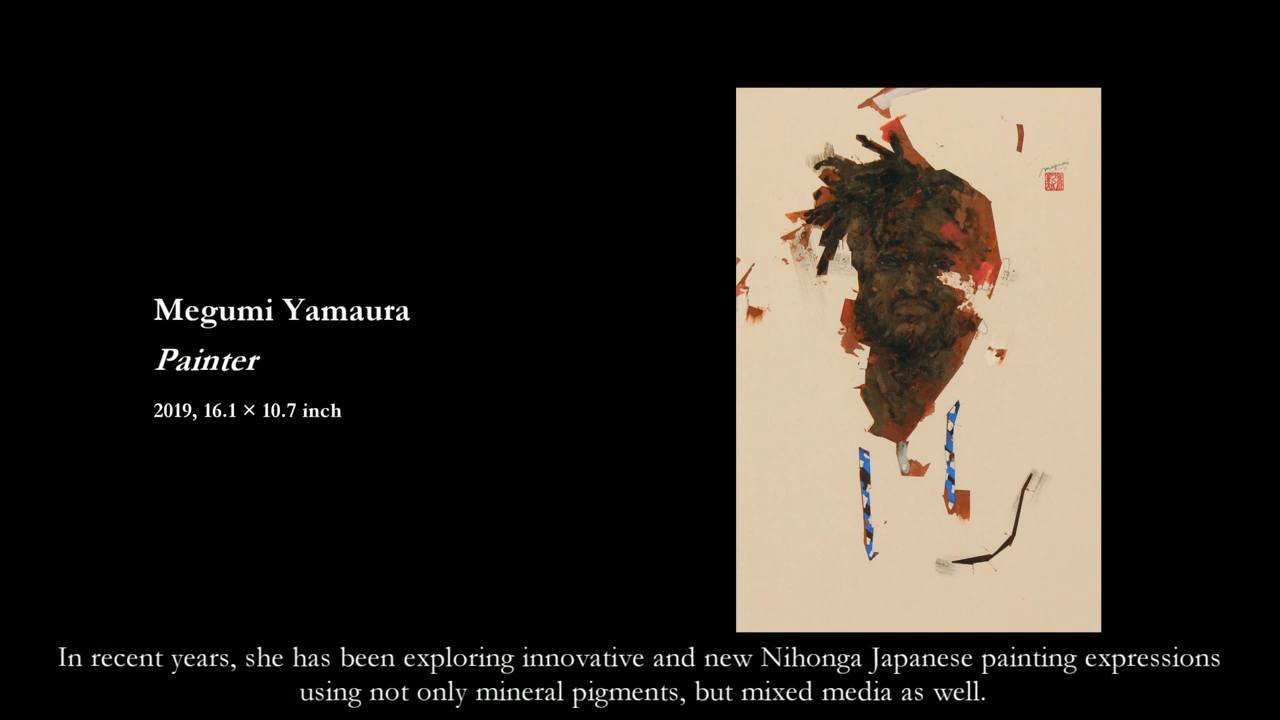 Megumi Yamaura
Painter
2019, 16.1 × 10.7 inch
In recent years, she has been exploring innovative and new Nihonga Japanese painting expressions
using not only mineral pigments, but mixed media as well.